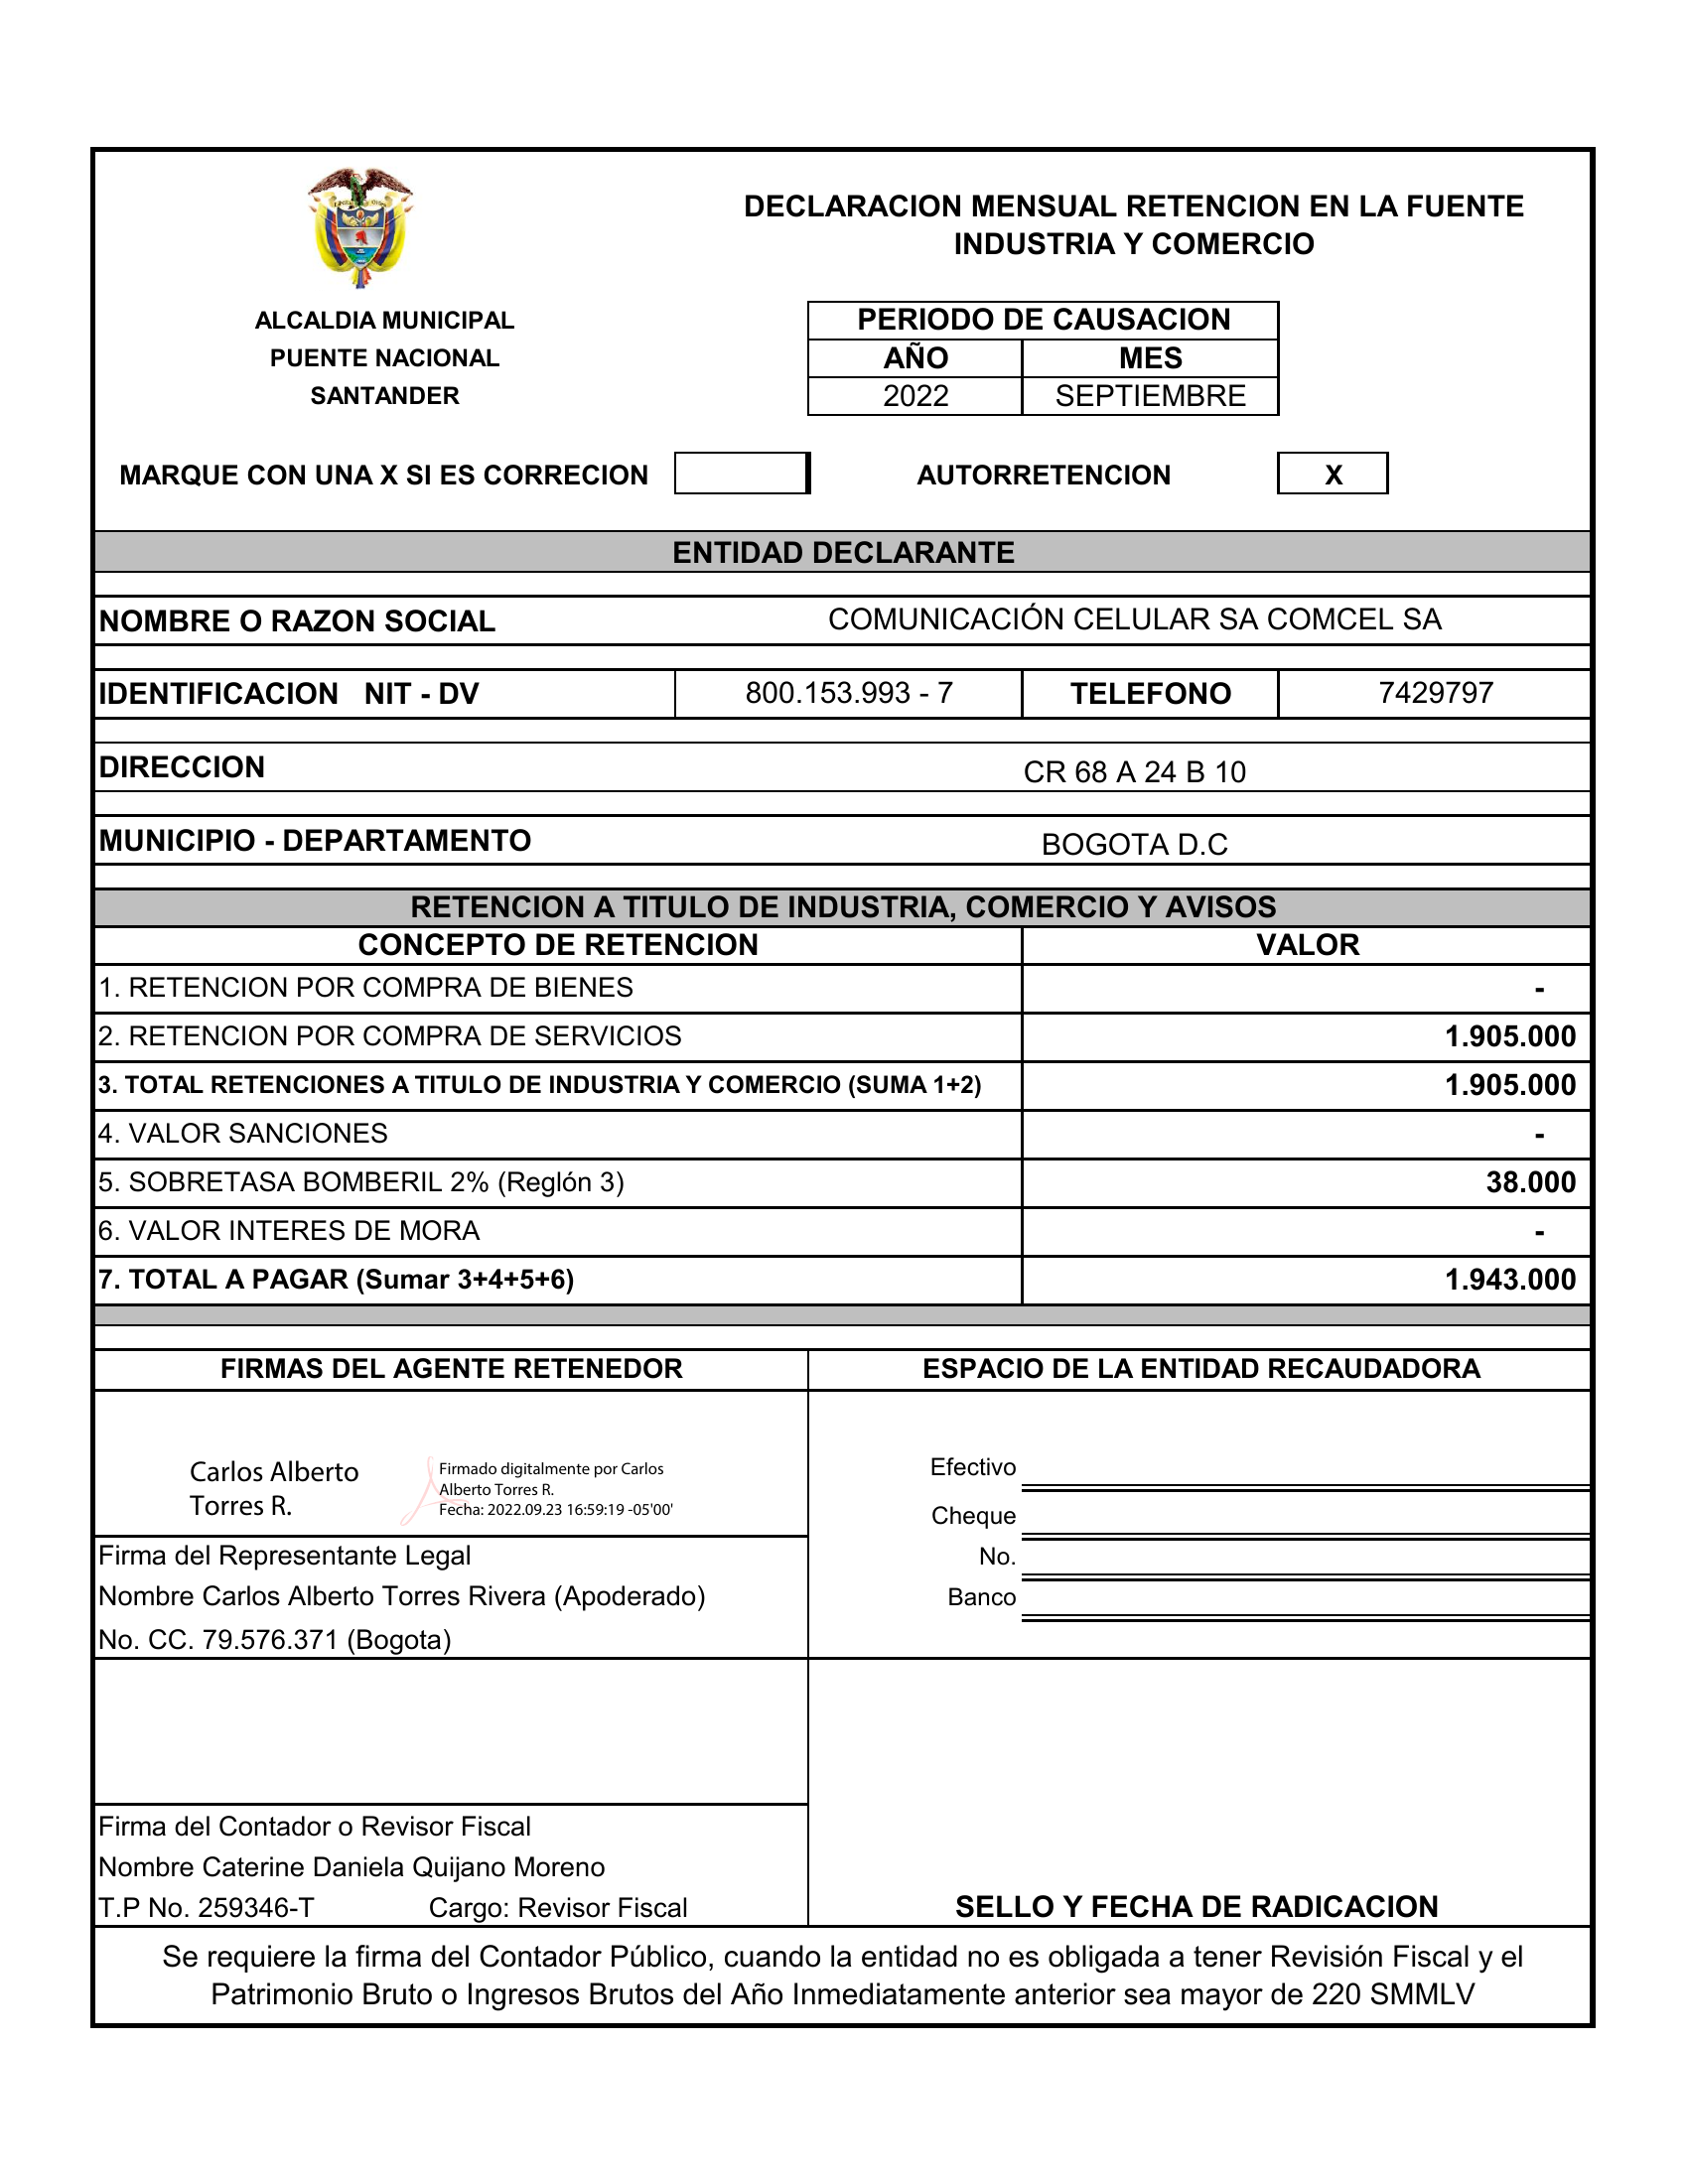 DECLARACION MENSUAL RETENCION EN LA FUENTE
INDUSTRIA Y COMERCIO
ALCALDIA MUNICIPAL
PUENTE NACIONAL
SANTANDER
PERIODO DE CAUSACION
AÑO MES
2022 SEPTIEMBRE
MARQUE CON UNA X SI ES CORRECION AUTORRETENCION X
ENTIDAD DECLARANTE
NOMBRE O RAZON SOCIAL COMUNICACIÓN CELULAR SA COMCEL SA
IDENTIFICACION NIT - DV 800.153.993 - 7 TELEFONO 7429797
DIRECCION CR 68 A 24 B 10
MUNICIPIO - DEPARTAMENTO BOGOTA D.C
RETENCION A TITULO DE INDUSTRIA, COMERCIO Y AVISOS
CONCEPTO DE RETENCION VALOR
1. RETENCION POR COMPRA DE BIENES -
2. RETENCION POR COMPRA DE SERVICIOS 1.905.000
3. TOTAL RETENCIONES A TITULO DE INDUSTRIA Y COMERCIO (SUMA 1+2) 1.905.000
4. VALOR SANCIONES -
5. SOBRETASA BOMBERIL 2% (Reglón 3) 38.000
6. VALOR INTERES DE MORA -
7. TOTAL A PAGAR (Sumar 3+4+5+6) 1.943.000
FIRMAS DEL AGENTE RETENEDOR ESPACIO DE LA ENTIDAD RECAUDADORA
Carlos Alberto
Torres R.
Firmado digitalmente por Carlos
Alberto Torres R.
Fecha: 2022.09.23 16:59:19 -05'00'
Efectivo
Cheque
No.
Banco
Firma del Representante Legal
Nombre Carlos Alberto Torres Rivera (Apoderado)
No. CC. 79.576.371 (Bogota)
Firma del Contador o Revisor Fiscal
Nombre Caterine Daniela Quijano Moreno
T.P No. 259346-T Cargo: Revisor Fiscal
SELLO Y FECHA DE RADICACION
Se requiere la firma del Contador Público, cuando la entidad no es obligada a tener Revisión Fiscal y el
Patrimonio Bruto o Ingresos Brutos del Año Inmediatamente anterior sea mayor de 220 SMMLV